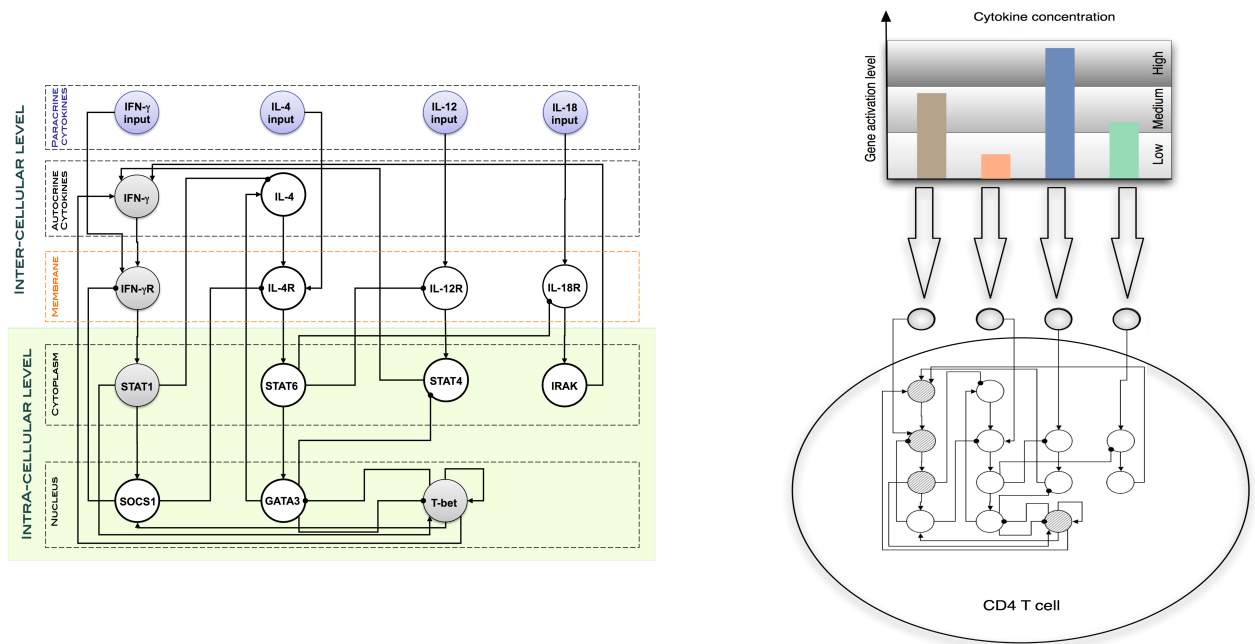 INTER-CELLULAR LEVEL
PARACRINE
CYTOKINES
IFN-γ
input
IL-4
input
IL-12
input
IL-18
input
AUTOCRINE
CYTOKINES
IFN-γ
IL-4
MEMBRANE
IFN-γR
IL-4R
IL-12R
IL-18R
INTRA-CELLULAR LEVEL
CYTOPLASM
STAT1
STAT6
STAT4
IRAK
NUCLEUS
SOCS1
GATA3
T-bet
Cytokine concentration
Gene activation level
High
Medium
Low
CD4 T cell